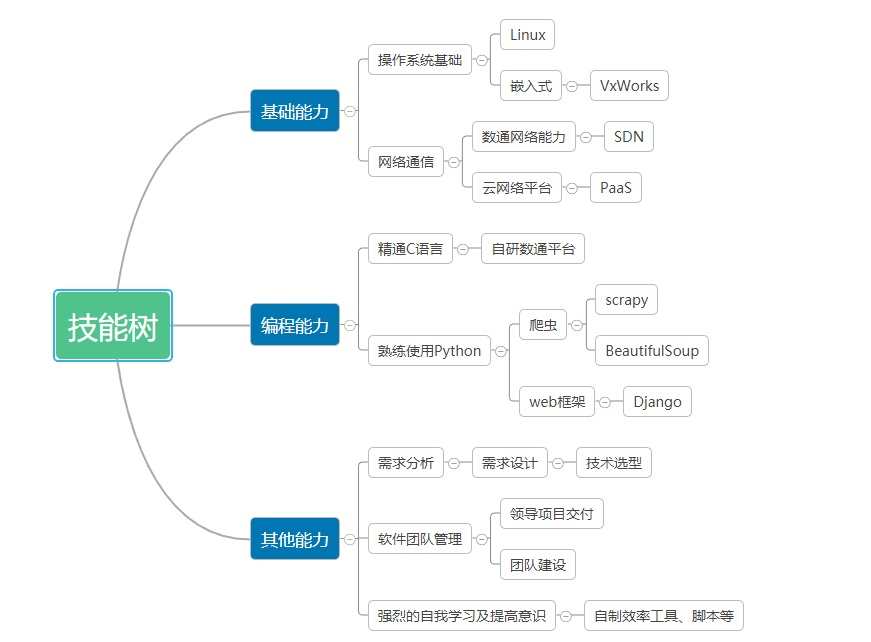 技能树
基础能力
操作系统基础
Linux
嵌入式
VxWorks
网络通信
数通网络能力
SDN
云网络平台
PaaS
编程能力
精通C语言
自研数通平台
熟练使用Python
爬虫
scrapy
BeautifulSoup
web框架
Django
其他能力
需求分析
需求设计
技术选型
软件团队管理
领导项目交付
团队建设
强烈的自我学习及提高意识
自制效率工具、脚本等